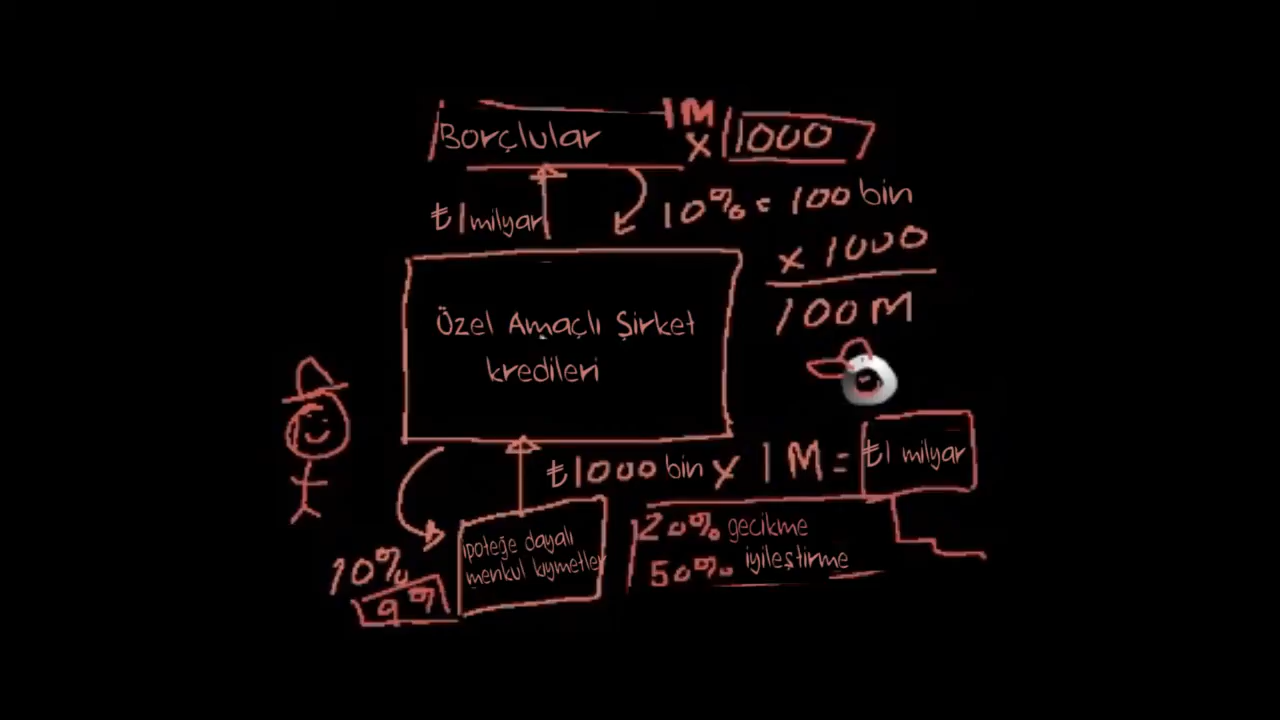 Borçlular 1M x 1000
₺1 milyar 10% = 100 bin
x 1000
100 M
Özel Amaçlı Şirket
kredileri
₺1000 bin x 1 M = ₺1 milyar
ipoteğe dayalı
menkul kıymetler
20% gecikme
50% iyileştirme
10%
9%